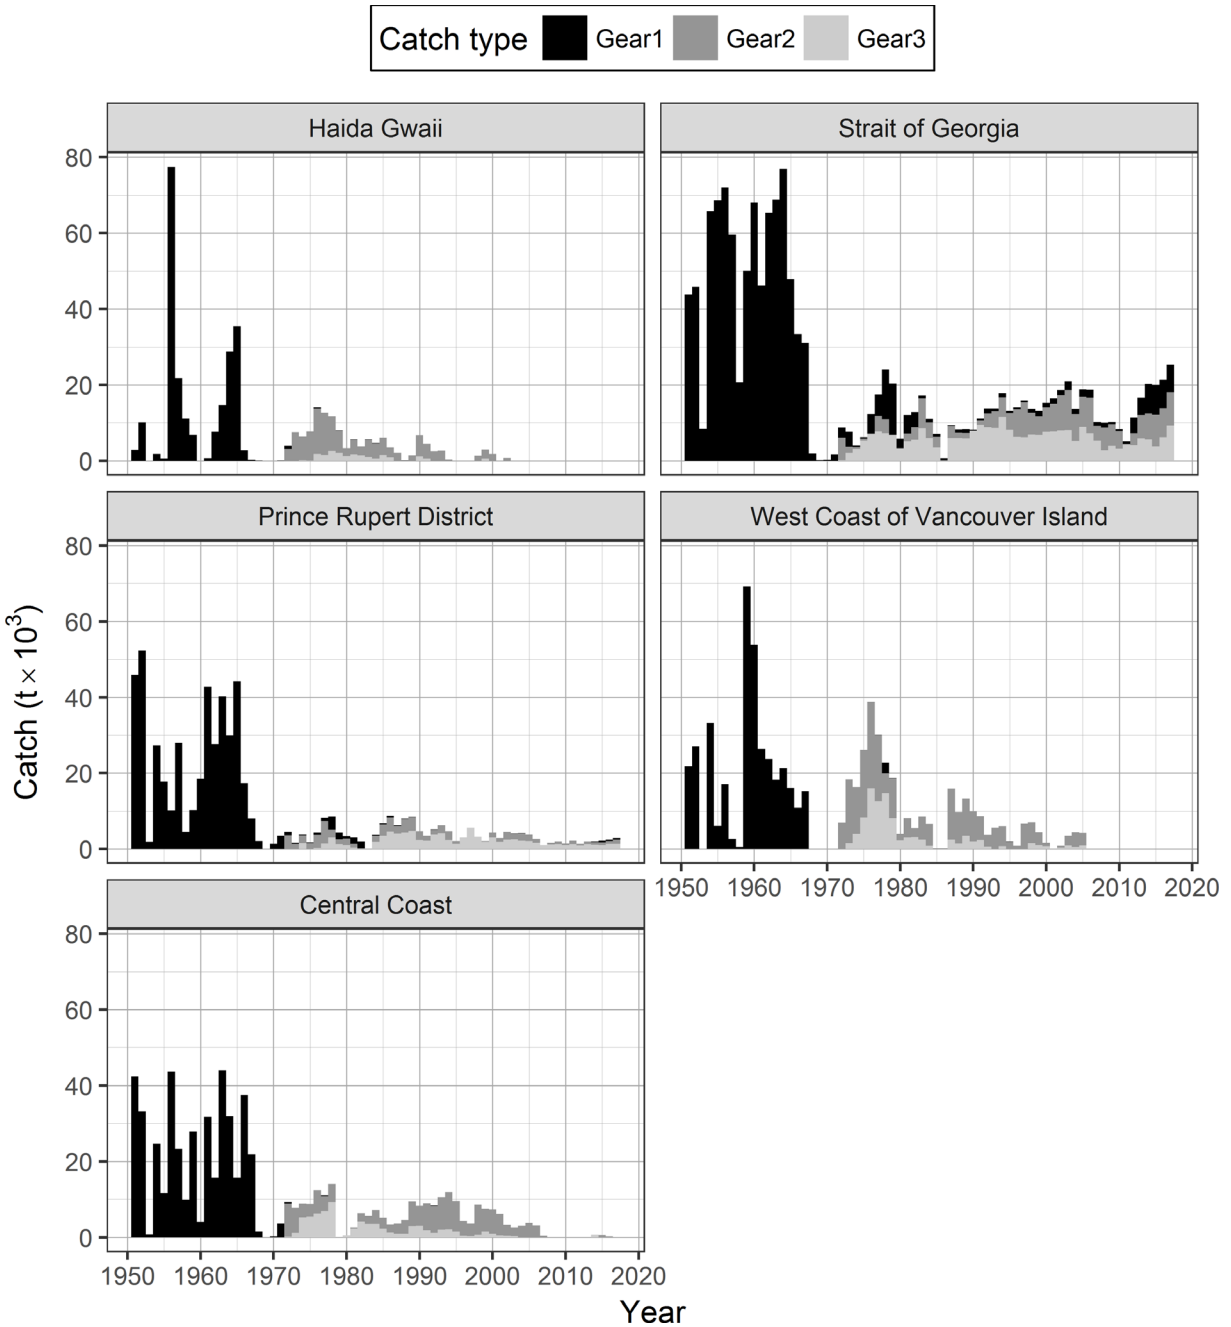 Catch type Gear1 Gear2 Gear3
Haida Gwaii
Strait of Georgia
80
60
40
20
0
Prince Rupert District
West Coast of Vancouver Island
80
60
40
20
0
1950 1960 1970 1980 1990 2000 2010 2020
Central Coast
80
60
40
20
0
1950 1960 1970 1980 1990 2000 2010 2020
Catch (t × 10³)
Year